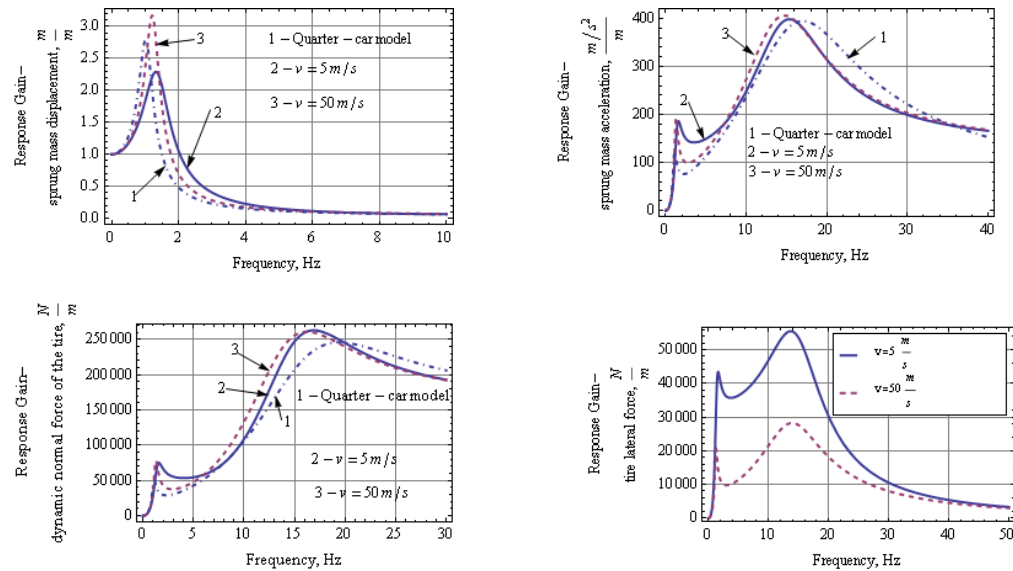 Response Gain-
sprung mass displacement, m/m
3.0
2.5
2.0
1.5
1.0
0.5
0.0
0 2 4 6 8 10
Frequency, Hz
1 - Quarter - car model
2 - v = 5 m/s
3 - v = 50 m/s
3
2
1
Response Gain-
sprung mass acceleration, m/s²/m
400
300
200
100
0
0 10 20 30 40
Frequency, Hz
1
3
2
1 - Quarter - car model
2 - v = 5 m/s
3 - v = 50 m/s
Response Gain-
dynamic normal force of the tire, N/m
250 000
200 000
150 000
100 000
50 000
0
0 5 10 15 20 25 30
Frequency, Hz
3
2
1
1 - Quarter - car model
2 - v = 5 m/s
3 - v = 50 m/s
Response Gain-
tire lateral force, N/m
50 000
40 000
30 000
20 000
10 000
0
0 10 20 30 40 50
Frequency, Hz
v=5 m/s
v=50 m/s